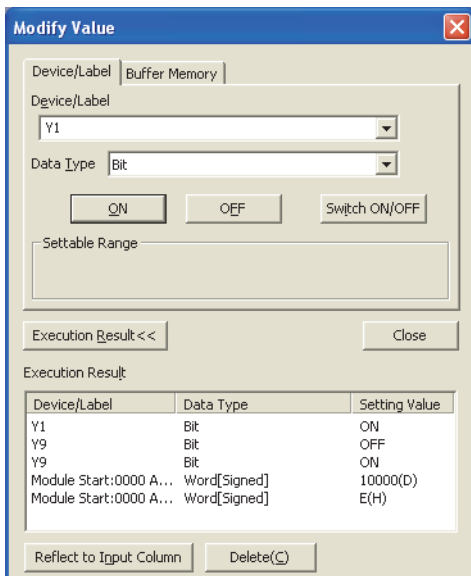 Modify Value
Device/Label Buffer Memory
Device/Label
Y1
Data Type Bit
ON OFF Switch ON/OFF
Settable Range
Execution Result<< Close
Execution Result
Device/Label Data Type Setting Value
Y1 Bit ON
Y9 Bit OFF
Y9 Bit ON
Module Start:0000 A... Word[Signed] 10000(D)
Module Start:0000 A... Word[Signed] E(H)
Reflect to Input Column Delete(C)